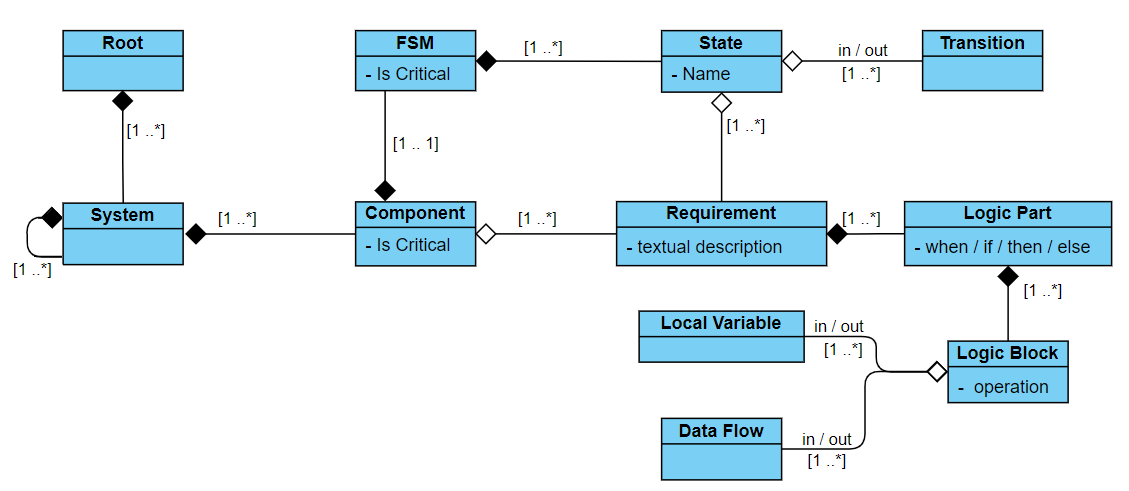 Root
FSM
- Is Critical
[1 ..*]
State
- Name
in / out
[1 ..*]
Transition
[1 ..*]
[1 .. 1]
[1 ..*]
System
[1 ..*]
[1 ..*]
Component
- Is Critical
[1 ..*]
Requirement
- textual description
[1 ..*]
Logic Part
- when / if / then / else
[1 ..*]
Local Variable
in / out
[1 ..*]
Logic Block
- operation
Data Flow
in / out
[1 ..*]